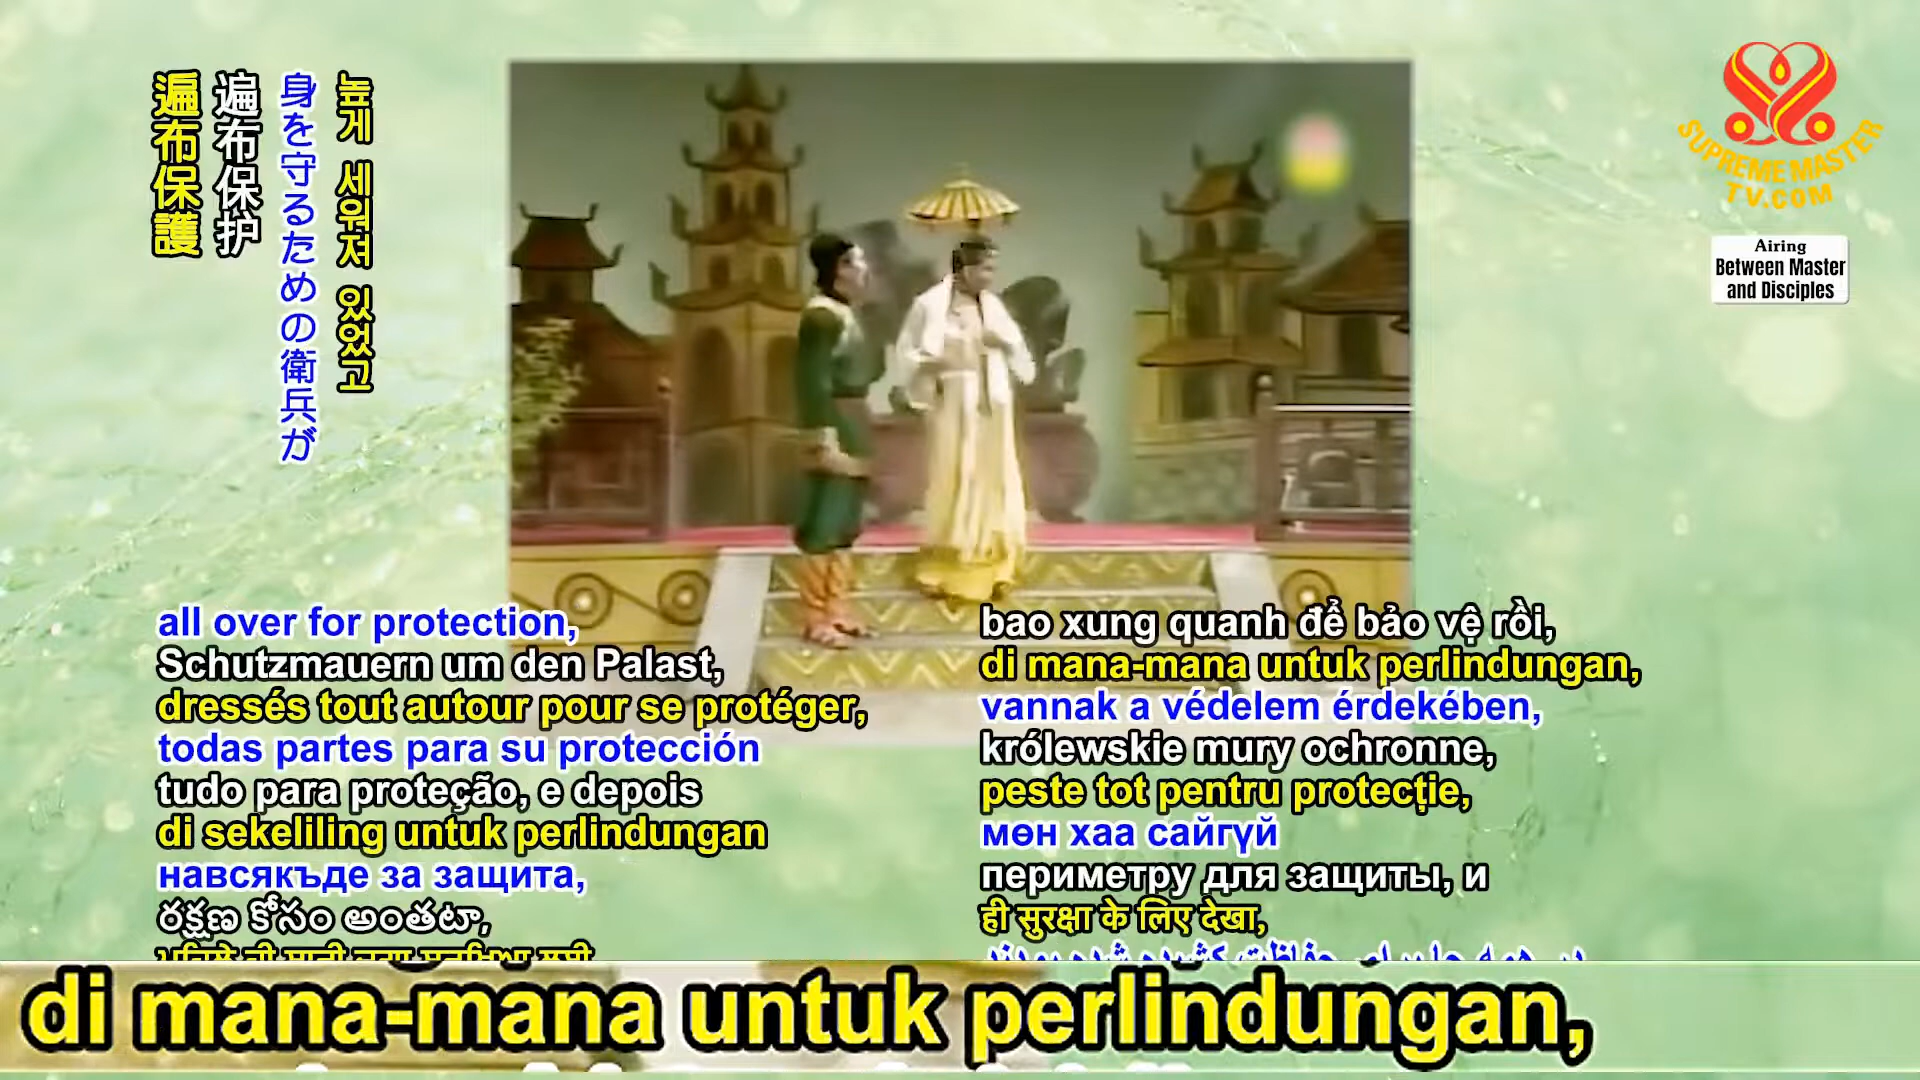 遍布保護
遍布保护
身を守るための衛兵が
높게 세워져 있었고
SUPREME MASTER
TV.COM
Airing
Between Master
and Disciples
all over for protection,
Schutzmauern um den Palast,
dressés tout autour pour se protéger,
todas partes para su protección
tudo para proteção, e depois
di sekeliling untuk perlindungan
навсякъде за защита,
రక్షణ కోసం అంతటా,
bao xung quanh để bảo vệ rồi,
di mana-mana untuk perlindungan,
vannak a védelem érdekében,
królewskie mury ochronne,
peste tot pentru protecție,
мөн хаа сайгүй
периметру для защиты, и
ही सुरक्षा के लिए देखा,
di mana-mana untuk perlindungan,